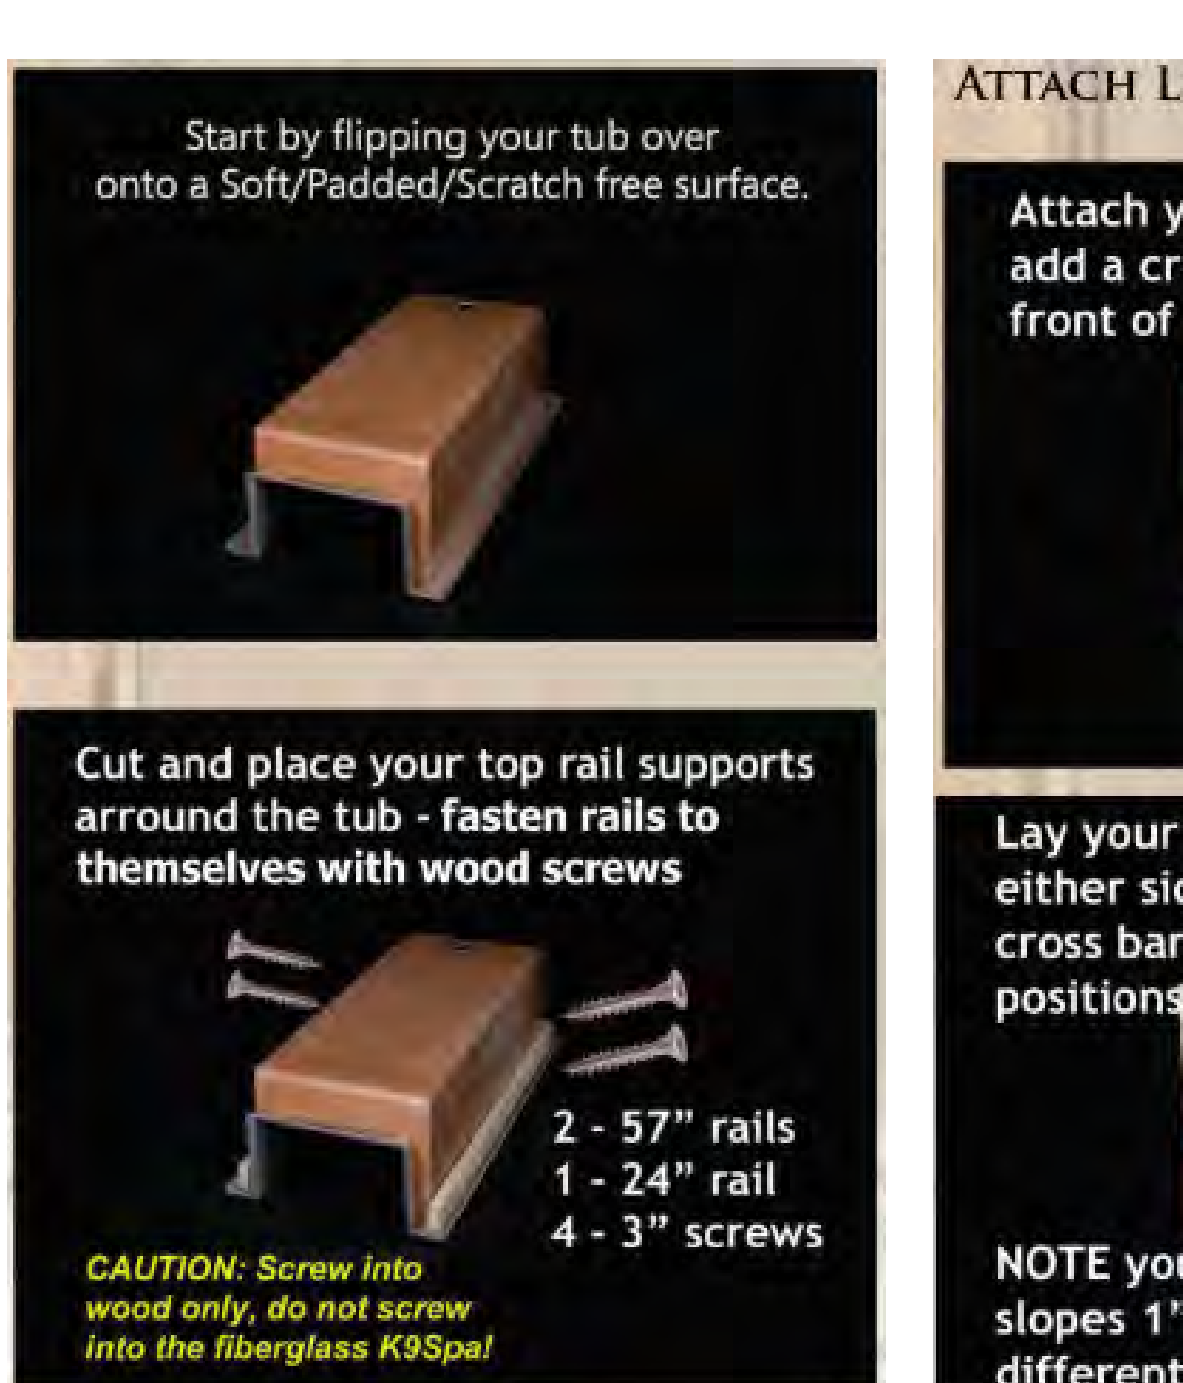 Start by flipping your tub over
onto a Soft/Padded/Scratch free surface.
Cut and place your top rail supports
arround the tub - fasten rails to
themselves with wood screws
2 - 57” rails
1 - 24” rail
4 - 3” screws
CAUTION: Screw into
wood only, do not screw
into the fiberglass K9Spa!
ATTACH L
Attach y
add a cr
front of
Lay your
either sid
cross bar
positions
NOTE you
slopes 1”
different